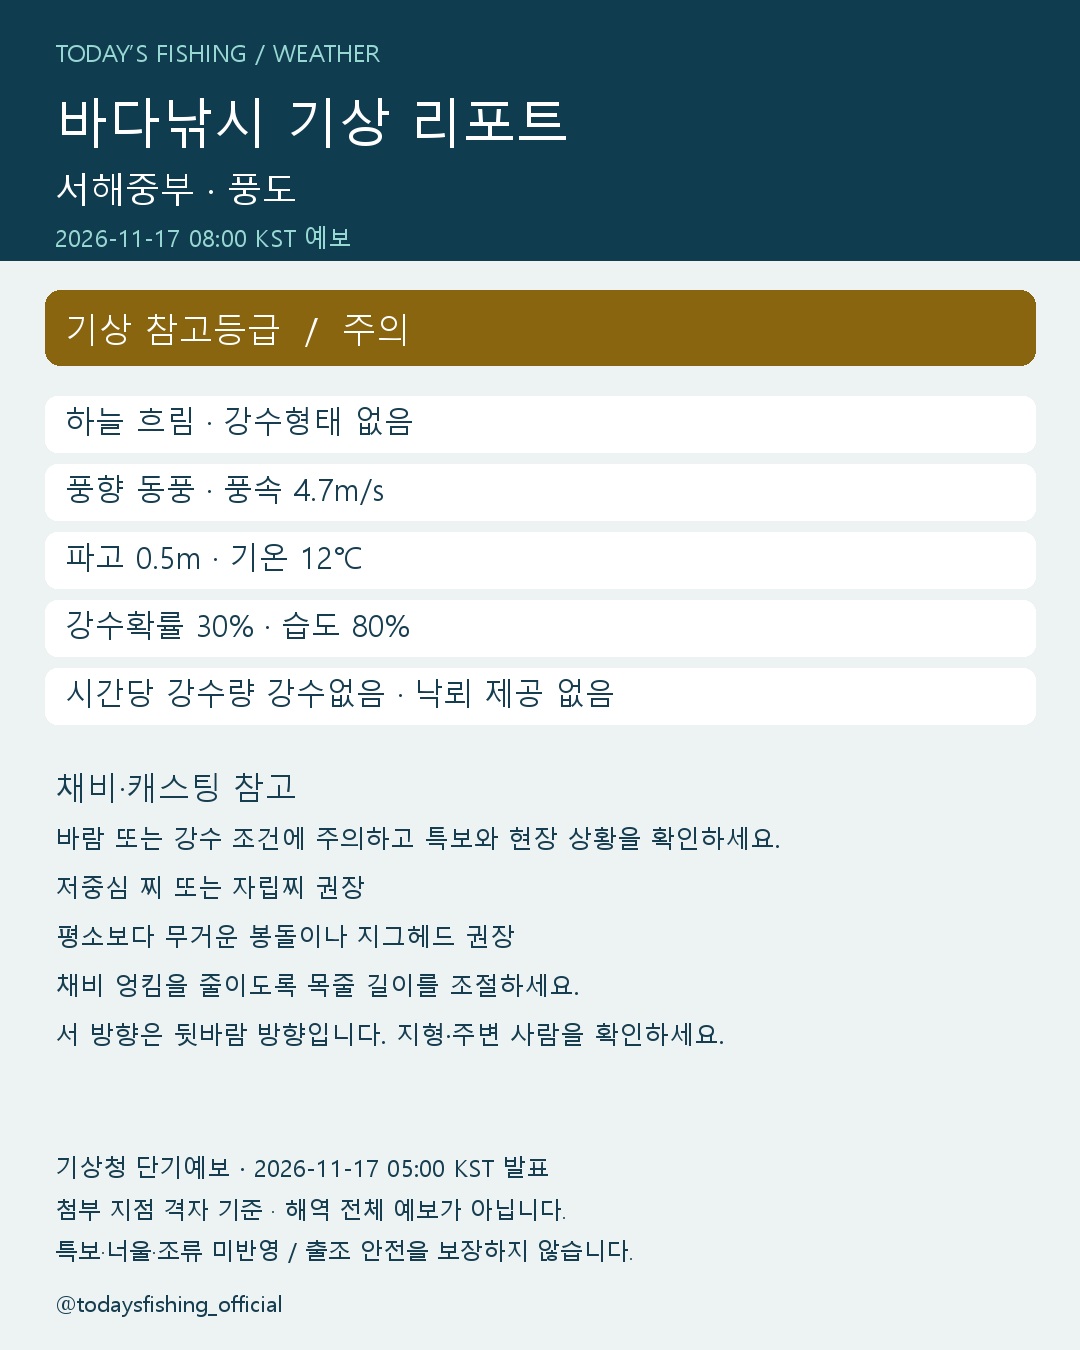 TODAY'S FISHING / WEATHER
바다낚시 기상 리포트
서해중부 · 풍도
2026-11-17 08:00 KST 예보
기상 참고등급 / 주의
하늘 흐림 · 강수형태 없음
풍향 동풍 · 풍속 4.7m/s
파고 0.5m · 기온 12℃
강수확률 30% · 습도 80%
시간당 강수량 강수없음 · 낙뢰 제공 없음
채비·캐스팅 참고
바람 또는 강수 조건에 주의하고 특보와 현장 상황을 확인하세요.
저중심 찌 또는 자립찌 권장
평소보다 무거운 봉돌이나 지그헤드 권장
채비 엉킴을 줄이도록 목줄 길이를 조절하세요.
서 방향은 뒷바람 방향입니다. 지형·주변 사람을 확인하세요.
기상청 단기예보 · 2026-11-17 05:00 KST 발표
첨부 지점 격자 기준 · 해역 전체 예보가 아닙니다.
특보·너울·조류 미반영 / 출조 안전을 보장하지 않습니다.
@todaysfishing_official